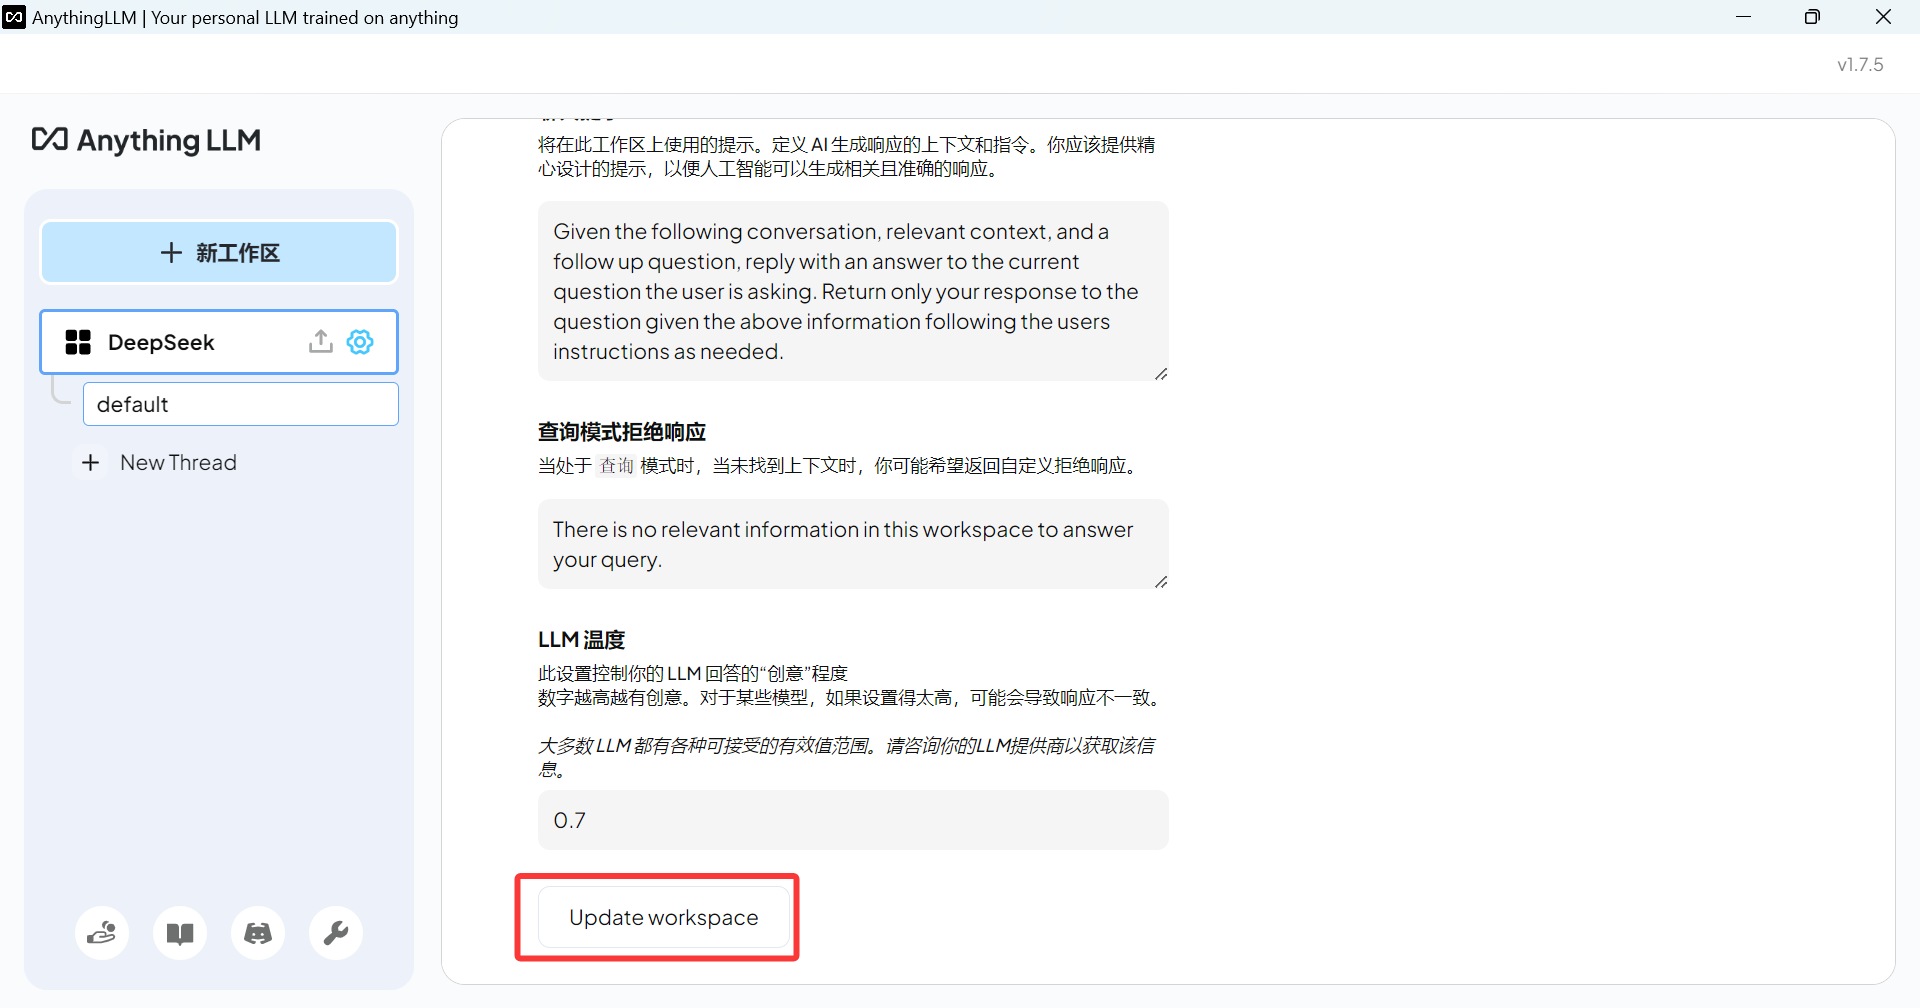 AnythingLLM | Your personal LLM trained on anything
v1.7.5
Anything LLM
新工作区
DeepSeek
default
New Thread
将在此工作区上使用的提示。定义 AI 生成响应的上下文和指令。你应该提供精
心设计的提示，以便人工智能可以生成相关且准确的响应。
Given the following conversation, relevant context, and a
follow up question, reply with an answer to the current
question the user is asking. Return only your response to the
question given the above information following the users
instructions as needed.
查询模式拒绝响应
当处于 查询 模式时，当未找到上下文时，你可能希望返回自定义拒绝响应。
There is no relevant information in this workspace to answer
your query.
LLM 温度
此设置控制你的 LLM 回答的“创意”程度
数字越高越有创意。对于某些模型，如果设置得太高，可能会导致响应不一致。
大多数 LLM 都有各种可接受的有效值范围。请咨询你的LLM提供商以获取该信
息。
0.7
Update workspace